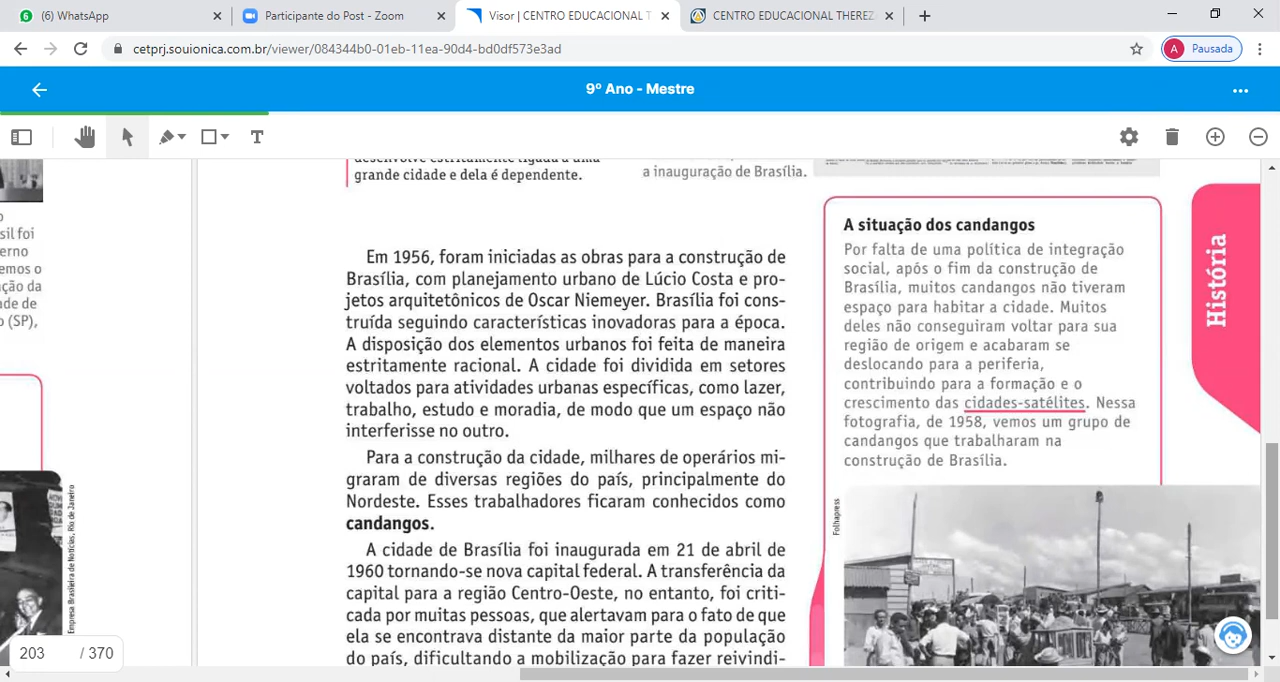 (6) WhatsApp
Participante do Post - Zoom
Visor | CENTRO EDUCACIONAL T
CENTRO EDUCACIONAL THEREZ
cetprj.souionica.com.br/viewer/084344b0-01eb-11ea-90d4-bd0df573e3ad
A
Pausada
9º Ano - Mestre
T
desenvolve estritamente ligada a uma
grande cidade e dela é dependente.
a inauguração de Brasília.
o
sil foi
erno
emos o
ção da
ade de
o (SP),
Empresa Brasileira de Notícias, Rio de Janeiro
203 / 370
Em 1956, foram iniciadas as obras para a construção de
Brasília, com planejamento urbano de Lúcio Costa e pro-
jetos arquitetônicos de Oscar Niemeyer. Brasília foi cons-
truída seguindo características inovadoras para a época.
A disposição dos elementos urbanos foi feita de maneira
estritamente racional. A cidade foi dividida em setores
voltados para atividades urbanas específicas, como lazer,
trabalho, estudo e moradia, de modo que um espaço não
interferisse no outro.
Para a construção da cidade, milhares de operários mi-
graram de diversas regiões do país, principalmente do
Nordeste. Esses trabalhadores ficaram conhecidos como
candangos.
A cidade de Brasília foi inaugurada em 21 de abril de
1960 tornando-se nova capital federal. A transferência da
capital para a região Centro-Oeste, no entanto, foi criti-
cada por muitas pessoas, que alertavam para o fato de que
ela se encontrava distante da maior parte da população
do país, dificultando a mobilização para fazer reivindi-
A situação dos candangos
Por falta de uma política de integração
social, após o fim da construção de
Brasília, muitos candangos não tiveram
espaço para habitar a cidade. Muitos
deles não conseguiram voltar para sua
região de origem e acabaram se
deslocando para a periferia,
contribuindo para a formação e o
crescimento das cidades-satélites. Nessa
fotografia, de 1958, vemos um grupo de
candangos que trabalharam na
construção de Brasília.
Folhapress
História